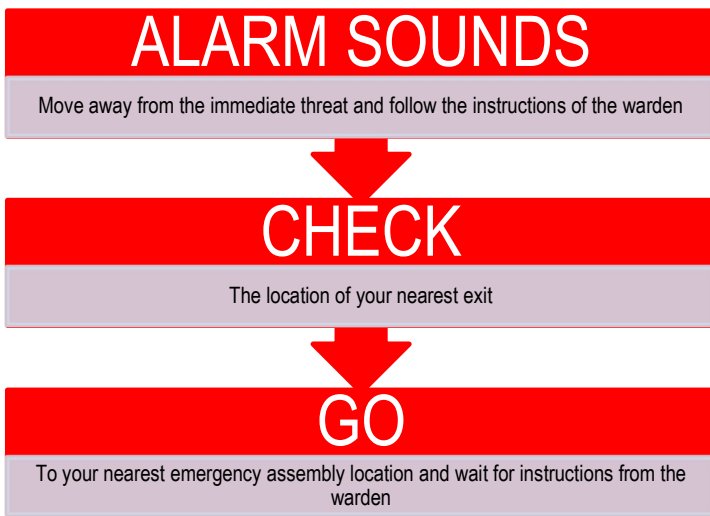 ALARM SOUNDS
Move away from the immediate threat and follow the instructions of the warden
CHECK
The location of your nearest exit
GO
To your nearest emergency assembly location and wait for instructions from the
warden